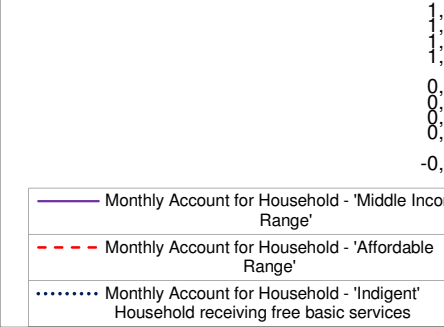 1,
1,
1,
1,
0,
0,
0,
0,
-0,
Monthly Account for Household - 'Middle Incor
Range'
Monthly Account for Household - 'Affordable
Range'
Monthly Account for Household - 'Indigent'
Household receiving free basic services